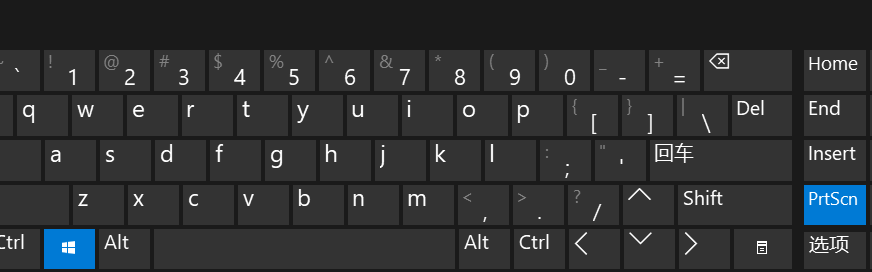 ~ ` ! 1 @ 2 # 3 $ 4 % 5 ^ 6 & 7 * 8 ( 9 ) 0 _ - + = Home
q w e r t y u i o p { [ } ] | \ Del End
a s d f g h j k l : ; " ' 回车 Insert
z x c v b n m < , > . ? / Shift PrtScn
Ctrl Alt Alt Ctrl 选项